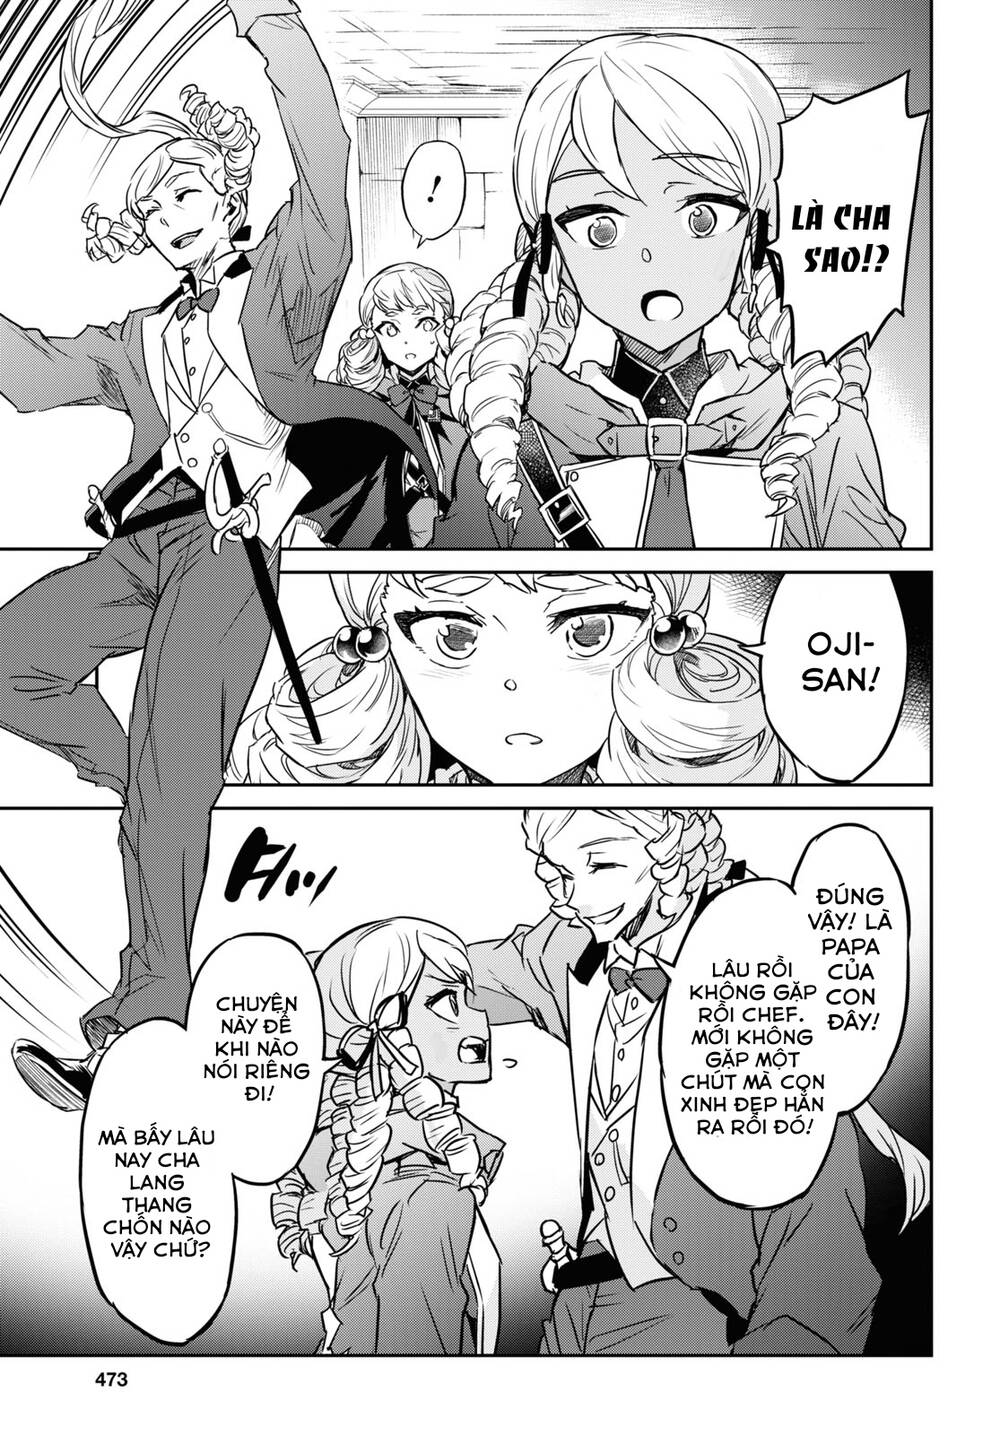 LÀ CHA
SAO!?
!
OJI-
SAN!
ĐÚNG
VẬY! LÀ
PAPA
CỦA
CON
ĐÂY!
LÂU RỒI
KHÔNG GẶP
RỒI CHEF.
MỚI KHÔNG
GẶP MỘT
CHÚT MÀ CON
XINH ĐẸP HẲN
RA RỒI ĐÓ!
CHUYỆN
NÀY ĐỂ
KHI NÀO
NÓI RIÊNG
ĐI!
MÀ BẤY LÂU
NAY CHA
LANG
THANG
CHỐN NÀO
VẬY CHỨ?
473